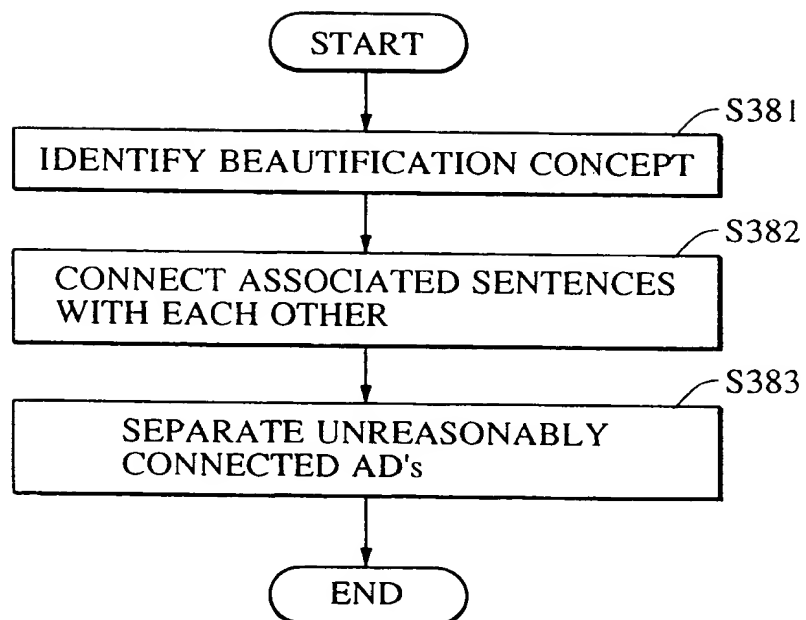 START
S381
IDENTIFY BEAUTIFICATION CONCEPT
S382
CONNECT ASSOCIATED SENTENCES
WITH EACH OTHER
S383
SEPARATE UNREASONABLY
CONNECTED AD's
END